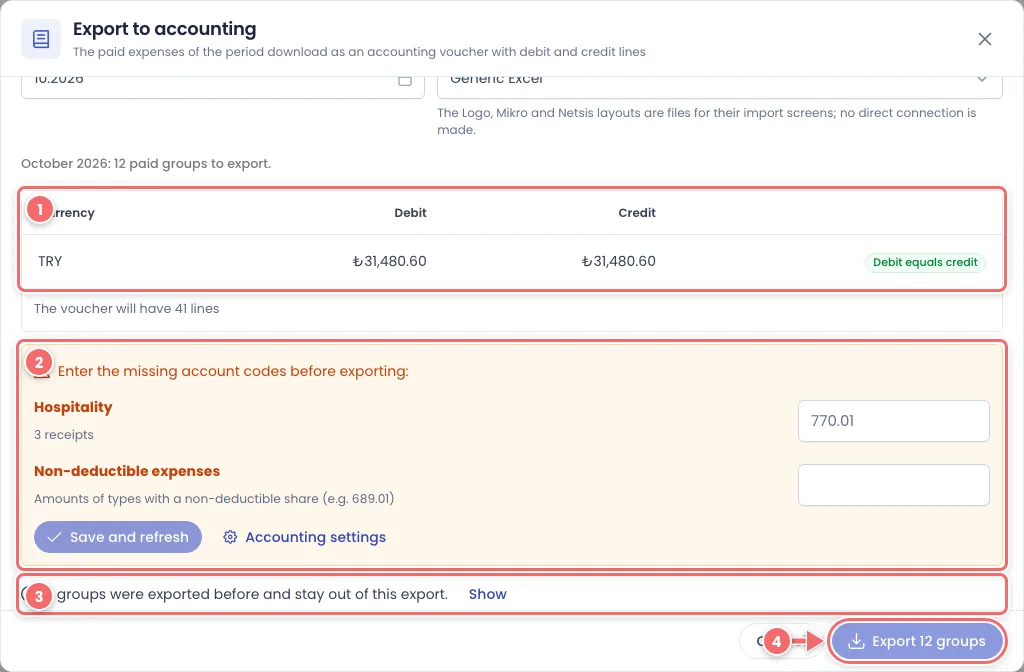 Export to accounting
The paid expenses of the period download as an accounting voucher with debit and credit lines
10.2026
Generic Excel
The Logo, Mikro and Netsis layouts are files for their import screens; no direct connection is
made.
October 2026: 12 paid groups to export.
1 Debit Credit
TRY ₺31,480.60 ₺31,480.60 Debit equals credit
The voucher will have 41 lines
2 Enter the missing account codes before exporting:
Hospitality
3 receipts
770.01
Non-deductible expenses
Amounts of types with a non-deductible share (e.g. 689.01)
Save and refresh Accounting settings
3 groups were exported before and stay out of this export. Show
4 Export 12 groups